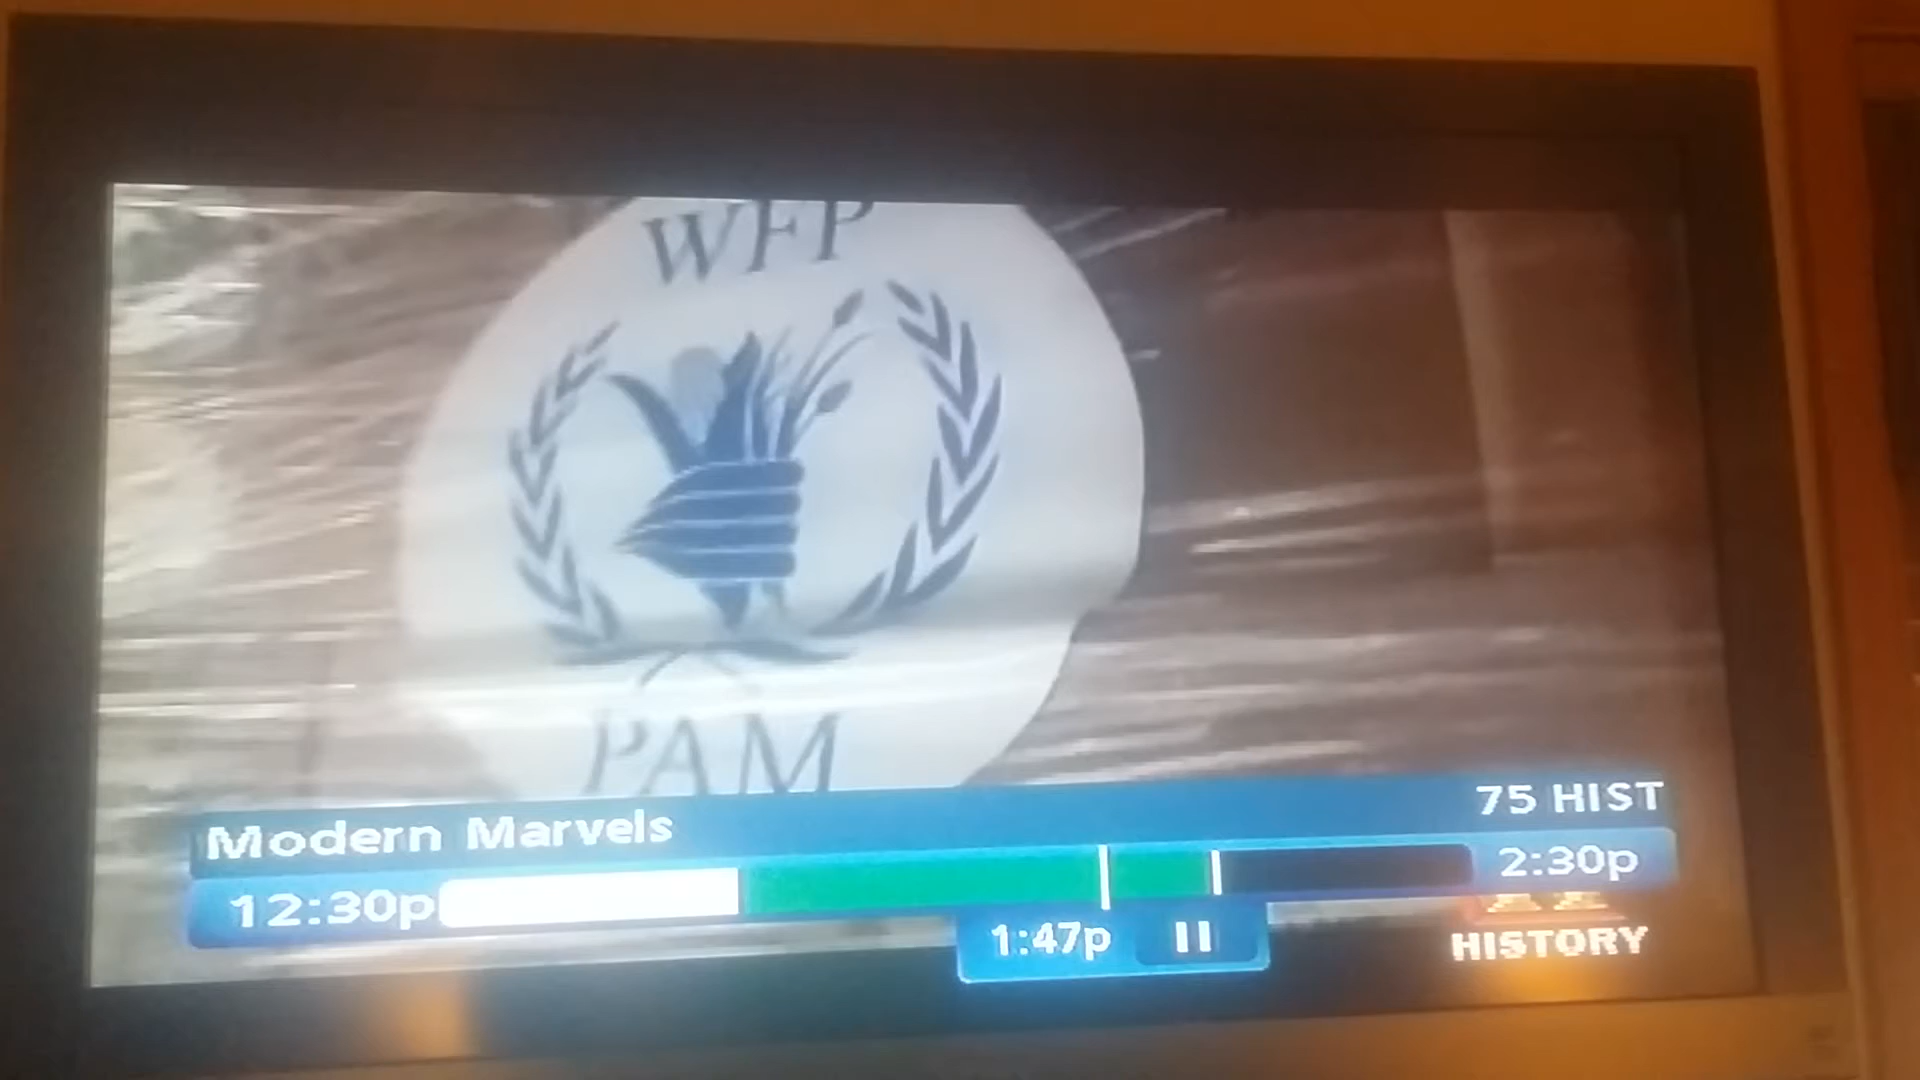 WFP
PAM
Modern Marvels
75 HIST
12:30p
2:30p
1:47p
HISTORY